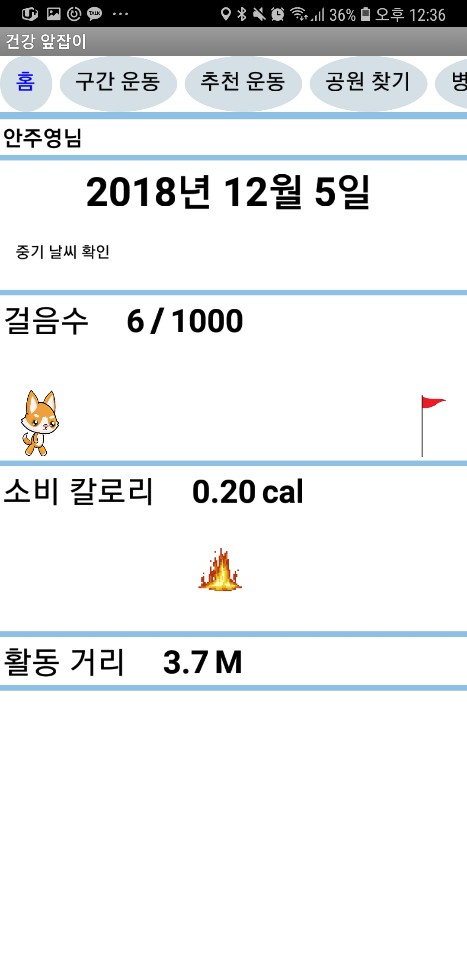 36% 오후 12:36
건강 앞잡이
홈 구간 운동 추천 운동 공원 찾기 병
안주영님
2018년 12월 5일
중기 날씨 확인
걸음수 6 / 1000
소비 칼로리 0.20 cal
활동 거리 3.7 M